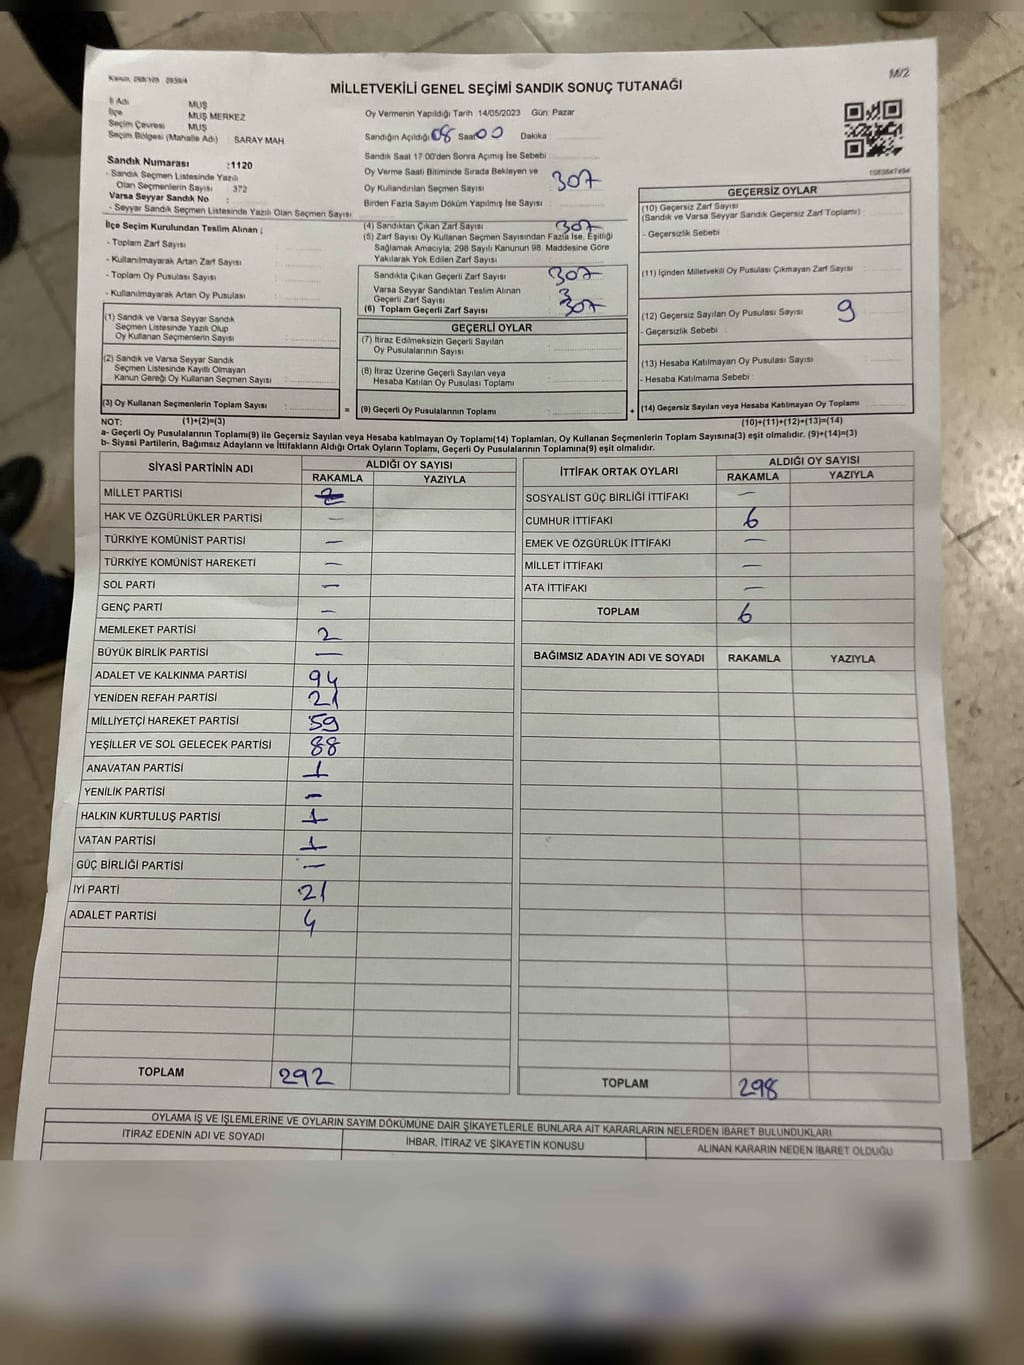 M/2
MİLLETVEKİLİ GENEL SEÇİMİ SANDIK SONUÇ TUTANAĞI
İl Adı MUŞ
İlçe MUŞ MERKEZ
Seçim Çevresi MUŞ
Seçim Bölgesi (Mahalle Adı) : SARAY MAH
Sandık Numarası : 1120
- Sandık Seçmen Listesinde Yazılı
Olan Seçmenlerin Sayısı : 372
Varsa Seyyar Sandık No :
- Seyyar Sandık Seçmen Listesinde Yazılı Olan Seçmen Sayısı
Oy Vermenin Yapıldığı Tarih 14/05/2023 Gün: Pazar
Sandığın Açıldığı 08 Saat 00 Dakika
Sandık Saat 17:00'den Sonra Açımış İse Sebebi
Oy Verme Saati Bitiminde Sırada Bekleyen ve
Oy Kullandırılan Seçmen Sayısı : 307
Birden Fazla Sayım Döküm Yapılmış İse Sayısı
İlçe Seçim Kurulundan Teslim Alınan ;
- Toplam Zarf Sayısı
- Kullanılmayarak Artan Zarf Sayısı
- Toplam Oy Pusulası Sayısı
- Kullanılmayarak Artan Oy Pusulası
(4) Sandıktan Çıkan Zarf Sayısı : 307
(5) Zarf Sayısı Oy Kullanan Seçmen Sayısından Fazla İse, Eşitliği
Sağlamak Amacıyla; 298 Sayılı Kanunun 98. Maddesine Göre
Yakılarak Yok Edilen Zarf Sayısı
Sandıkta Çıkan Geçerli Zarf Sayısı 307
Varsa Seyyar Sandıktan Teslim Alınan
Geçerli Zarf Sayısı
(6) Toplam Geçerli Zarf Sayısı 307
GEÇERSİZ OYLAR
(10) Geçersiz Zarf Sayısı
(Sandık ve Varsa Seyyar Sandık Geçersiz Zarf Toplamı)
- Geçersizlik Sebebi
(11) İçinden Milletvekili Oy Pusulası Çıkmayan Zarf Sayısı
(12) Geçersiz Sayılan Oy Pusulası Sayısı 9
- Geçersizlik Sebebi
(13) Hesaba Katılmayan Oy Pusulası Sayısı
- Hesaba Katılmama Sebebi :
(14) Geçersiz Sayılan veya Hesaba Katılmayan Oy Toplamı
(10)+(11)+(12)+(13)=(14)
(1) Sandık ve Varsa Seyyar Sandık
Seçmen Listesinde Yazılı Olup
Oy Kullanan Seçmenlerin Sayısı
(2) Sandık ve Varsa Seyyar Sandık
Seçmen Listesinde Kayıtlı Olmayan
Kanun Gereği Oy Kullanan Seçmen Sayısı
(3) Oy Kullanan Seçmenlerin Toplam Sayısı :
(1)+(2)=(3)
=
GEÇERLİ OYLAR
(7) İtiraz Edilmeksizin Geçerli Sayılan
Oy Pusulalarının Sayısı
(8) İtiraz Üzerine Geçerli Sayılan veya
Hesaba Katılan Oy Pusulası Toplamı
(9) Geçerli Oy Pusulalarının Toplamı
+
NOT:
a- Geçerli Oy Pusulalarının Toplamı(9) ile Geçersiz Sayılan veya Hesaba katılmayan Oy Toplamı(14) Toplamları, Oy Kullanan Seçmenlerin Toplam Sayısına(3) eşit olmalıdır. (9)+(14)=(3)
b- Siyasi Partilerin, Bağımsız Adayların ve İttifakların Aldığı Ortak Oyların Toplamı, Geçerli Oy Pusulalarının Toplamına(9) eşit olmalıdır.
SİYASİ PARTİNİN ADI ALDIĞI OY SAYISI
RAKAMLA YAZIYLA
MİLLET PARTİSI
HAK VE ÖZGÜRLÜKLER PARTİSİ —
TÜRKİYE KOMÜNİST PARTISI —
TÜRKİYE KOMÜNİST HAREKETİ —
SOL PARTİ —
GENÇ PARTİ —
MEMLEKET PARTİSİ 2
BÜYÜK BİRLİK PARTİSİ —
ADALET VE KALKINMA PARTİSİ 94
YENİDEN REFAH PARTİSİ 21
MİLLİYETÇİ HAREKET PARTİSİ 59
YEŞİLLER VE SOL GELECEK PARTİSİ 88
ANAVATAN PARTİSİ 1
YENİLİK PARTİSİ —
HALKIN KURTULUŞ PARTİSİ 1
VATAN PARTİSİ 1
GÜÇ BİRLİĞİ PARTİSİ —
İYİ PARTİ 21
ADALET PARTİSİ 4
TOPLAM 292
İTTİFAK ORTAK OYLARI ALDIĞI OY SAYISI
RAKAMLA YAZIYLA
SOSYALİST GÜÇ BİRLİĞİ İTTİFAKI —
CUMHUR İTTİFAKI 6
EMEK VE ÖZGÜRLÜK İTTİFAKI —
MİLLET İTTİFAKI —
ATA İTTİFAKI —
TOPLAM 6
BAĞIMSIZ ADAYIN ADI VE SOYADI RAKAMLA YAZIYLA
TOPLAM 298
OYLAMA İŞ VE İŞLEMLERİNE VE OYLARIN SAYIM DÖKÜMÜNE DAİR ŞİKAYETLERLE BUNLARA AİT KARARLARIN NELERDEN İBARET BULUNDUKLARI
İTİRAZ EDENİN ADI VE SOYADI İHBAR, İTİRAZ VE ŞİKAYETİN KONUSU ALINAN KARARIN NEDEN İBARET OLDUĞU